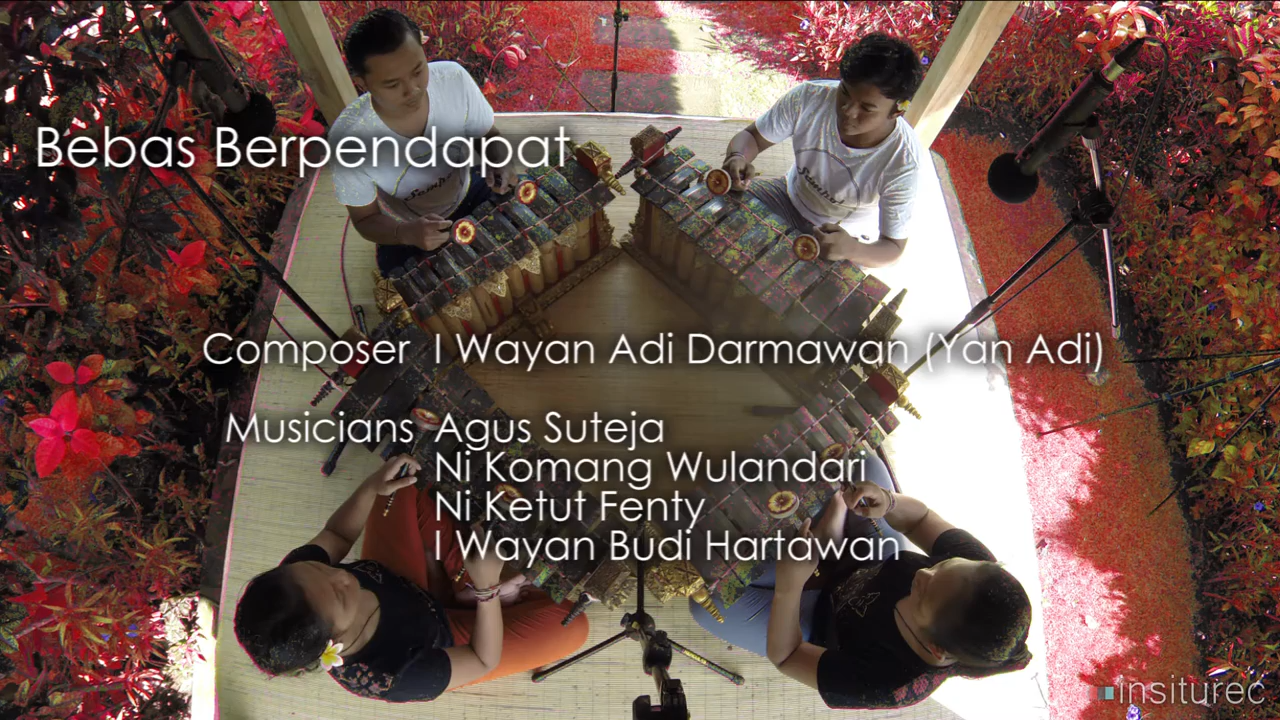 Bebas Berpendapat
Composer I Wayan Adi Darmawan (Yan Adi)
Musicians Agus Suteja
Ni Komang Wulandari
Ni Ketut Fenty
I Wayan Budi Hartawan
insiturec